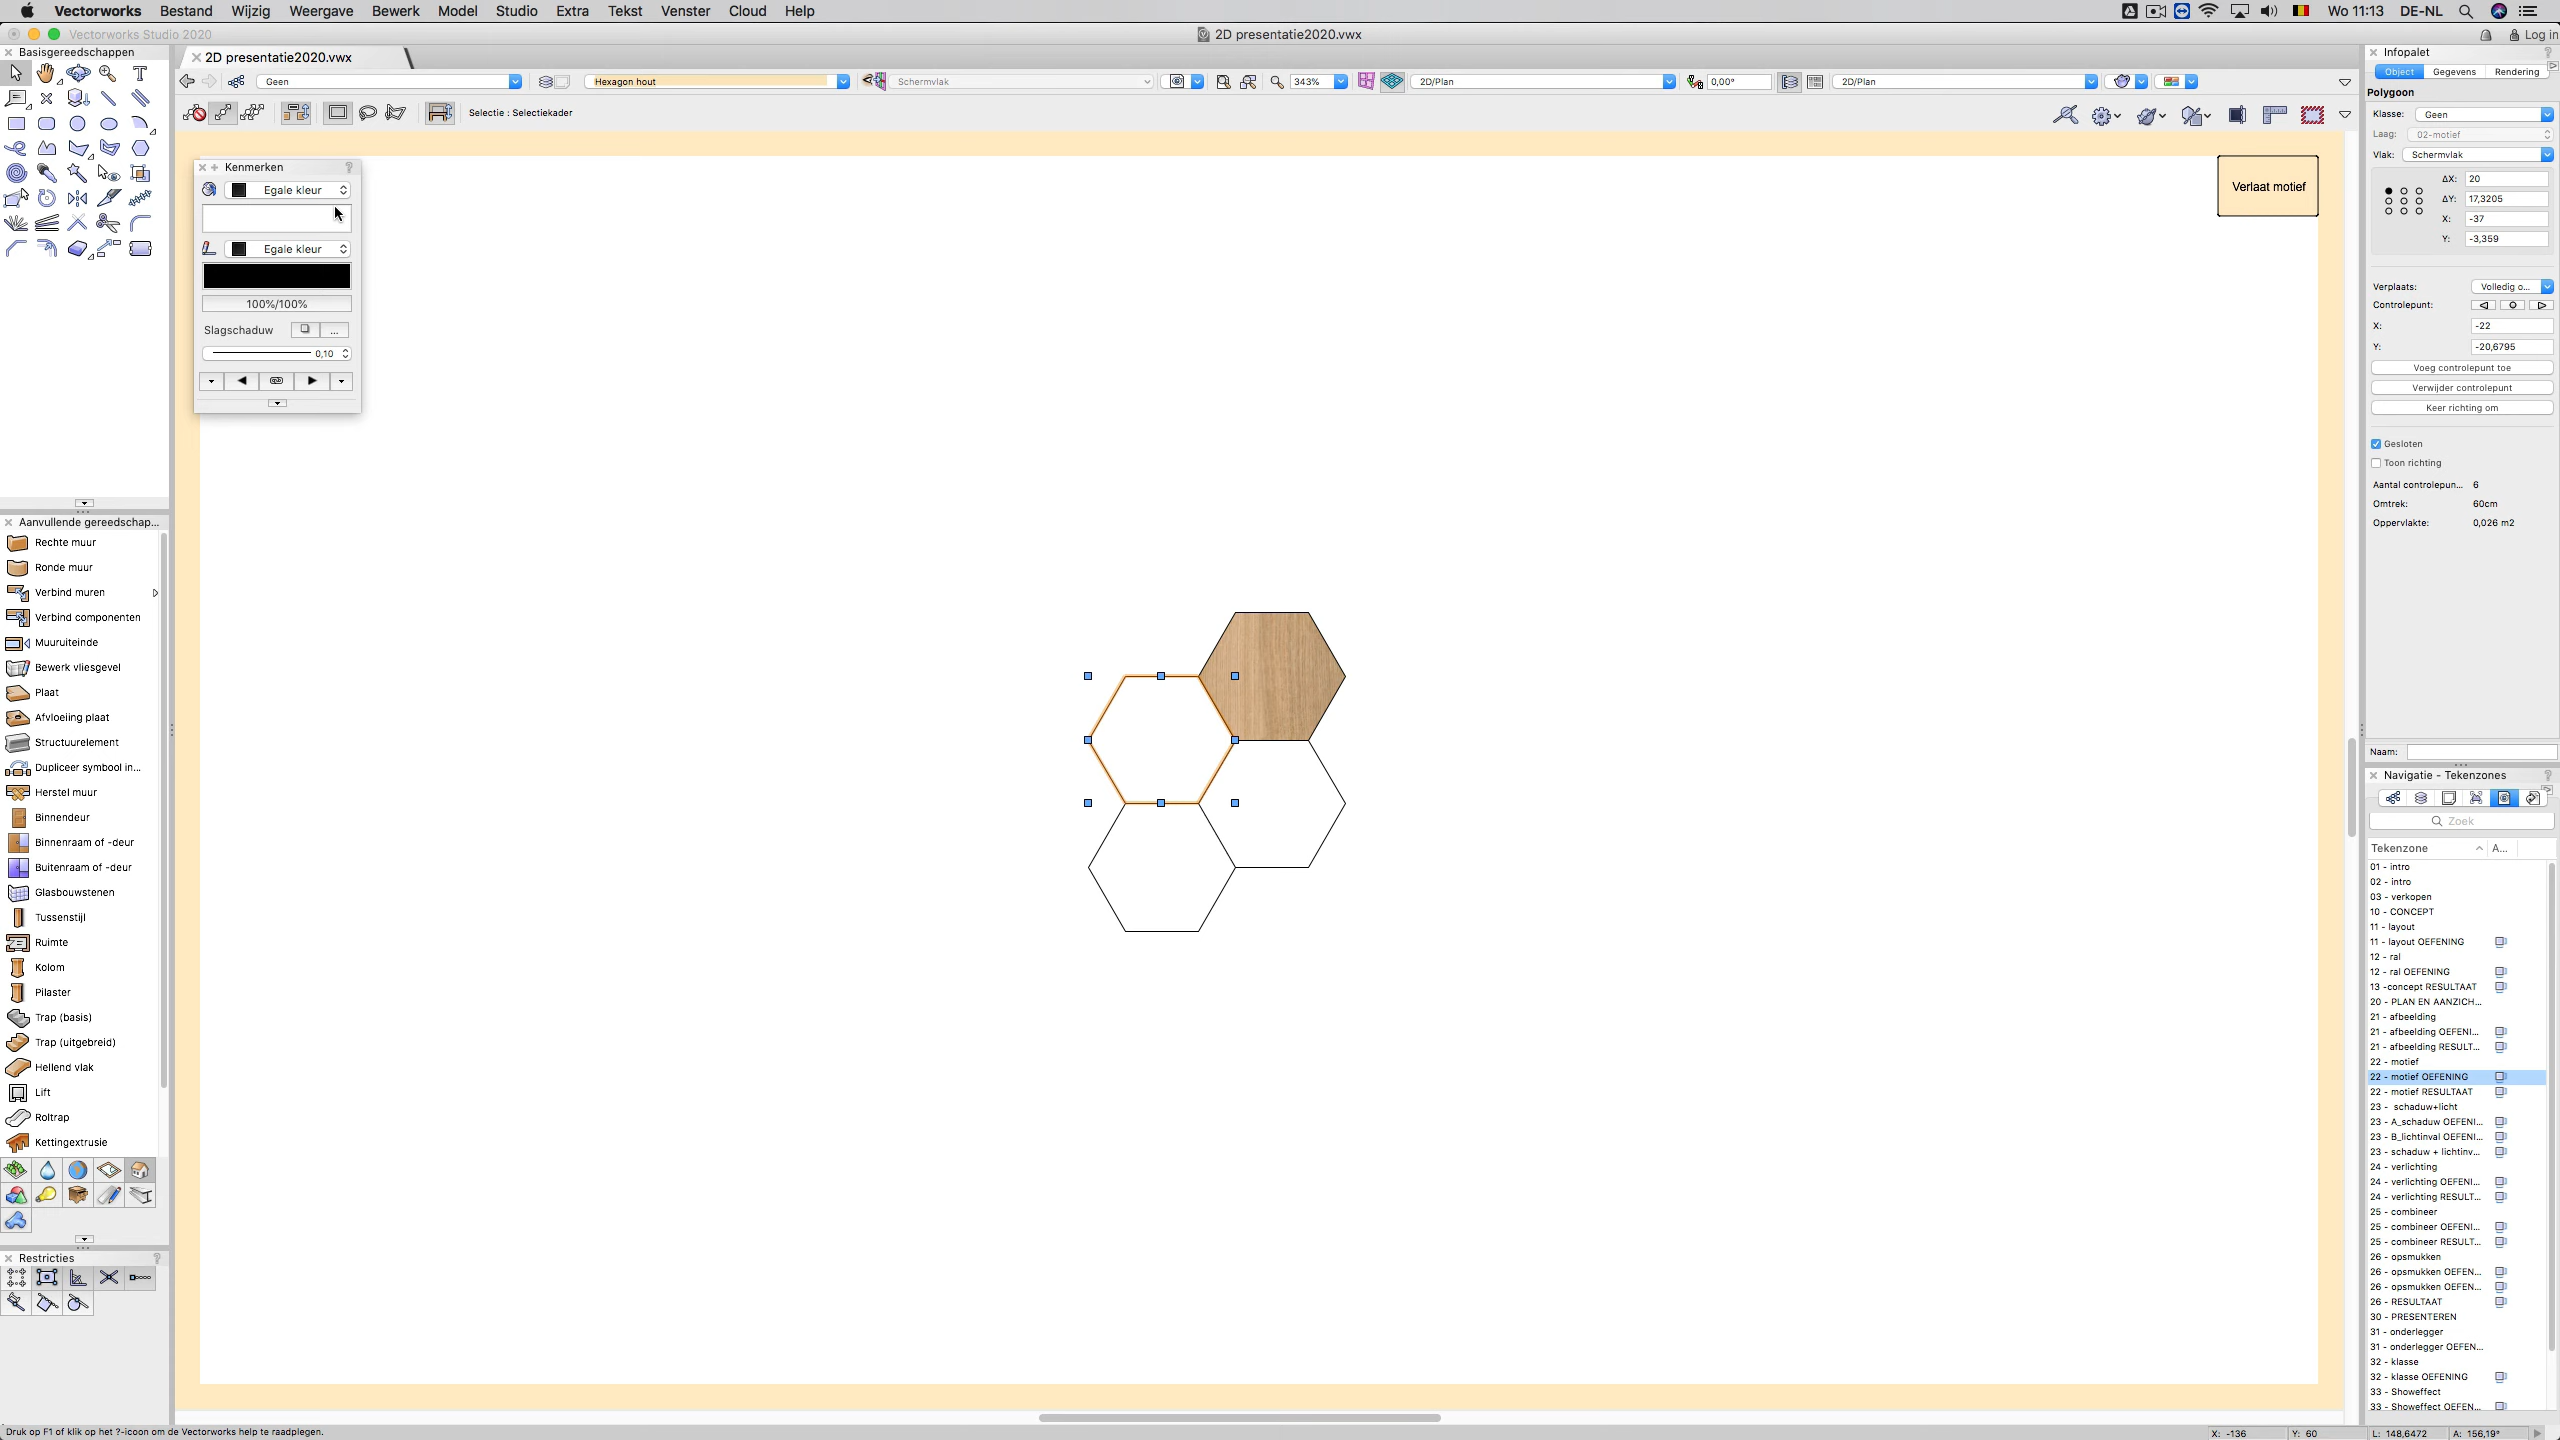 Vectorworks Bestand Wijzig Weergave Bewerk Model Studio Extra Tekst Venster Cloud Help Wo 11:13 DE-NL
Vectorworks Studio 2020 2D presentatie2020.vwx Log in
Basisgereedschappen
2D presentatie2020.vwx
Geen Hexagon hout Schermvlak 343% 2D/Plan 0,00° 2D/Plan
Selectie : Selectiekader
Kenmerken ?
Egale kleur
Egale kleur
100%/100%
Slagschaduw ...
0,10
Verlaat motief
Aanvullende gereedschap...
Rechte muur
Ronde muur
Verbind muren
Verbind componenten
Muuruiteinde
Bewerk vliesgevel
Plaat
Afvloeiing plaat
Structuurelement
Dupliceer symbool in...
Herstel muur
Binnendeur
Binnenraam of -deur
Buitenraam of -deur
Glasbouwstenen
Tussenstijl
Ruimte
Kolom
Pilaster
Trap (basis)
Trap (uitgebreid)
Hellend vlak
Lift
Roltrap
Kettingextrusie
Restricties ?
Infopalet ?
Object Gegevens Rendering
Polygoon
Klasse: Geen
Laag: 02-motief
Vlak: Schermvlak
ΔX: 20
ΔY: 17,3205
X: -37
Y: -3,359
Verplaats: Volledig o...
Controlepunt:
X: -22
Y: -20,6795
Voeg controlepunt toe
Verwijder controlepunt
Keer richting om
Gesloten
Toon richting
Aantal controlepun... 6
Omtrek: 60cm
Oppervlakte: 0,026 m2
Naam:
Navigatie - Tekenzones ?
Zoek
Tekenzone A...
01 - intro
02 - intro
03 - verkopen
10 - CONCEPT
11 - layout
11 - layout OEFENING
12 - ral
12 - ral OEFENING
13 -concept RESULTAAT
20 - PLAN EN AANZICH...
21 - afbeelding
21 - afbeelding OEFENI...
21 - afbeelding RESULT...
22 - motief
22 - motief OEFENING
22 - motief RESULTAAT
23 - schaduw+licht
23 - A_schaduw OEFENI...
23 - B_lichtinval OEFENI...
23 - schaduw + lichtinv...
24 - verlichting
24 - verlichting OEFENI...
24 - verlichting RESULT...
25 - combineer
25 - combineer OEFENI...
25 - combineer RESULT...
26 - opsmukken
26 - opsmukken OEFEN...
26 - opsmukken OEFEN...
26 - RESULTAAT
30 - PRESENTEREN
31 - onderlegger
31 - onderlegger OEFEN...
32 - klasse
32 - klasse OEFENING
33 - Showeffect
33 - Showeffect OEFEN...
Druk op F1 of klik op het ?-icoon om de Vectorworks help te raadplegen. X: -136 Y: 60 L: 148,6472 A: 156,19°